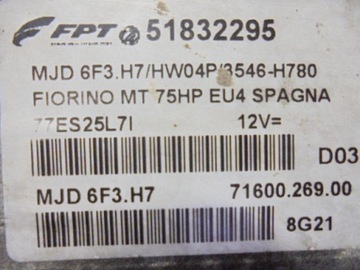 FPT 51832295
MJD 6F3.H7/HW04P/3546-H780
FIORINO MT 75HP EU4 SPAGNA
77ES25L7I 12V=
D03
MJD 6F3.H7 71600.269.00
8G21